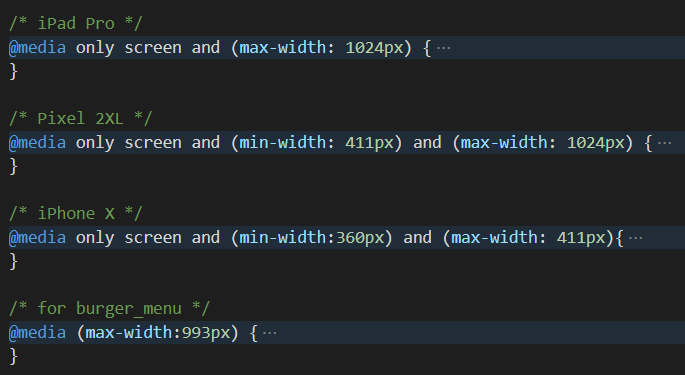 /* iPad Pro */
@media only screen and (max-width: 1024px) {···
}
/* Pixel 2XL */
@media only screen and (min-width: 411px) and (max-width: 1024px) {···
}
/* iPhone X */
@media only screen and (min-width:360px) and (max-width: 411px){···
}
/* for burger_menu */
@media (max-width:993px) {···
}